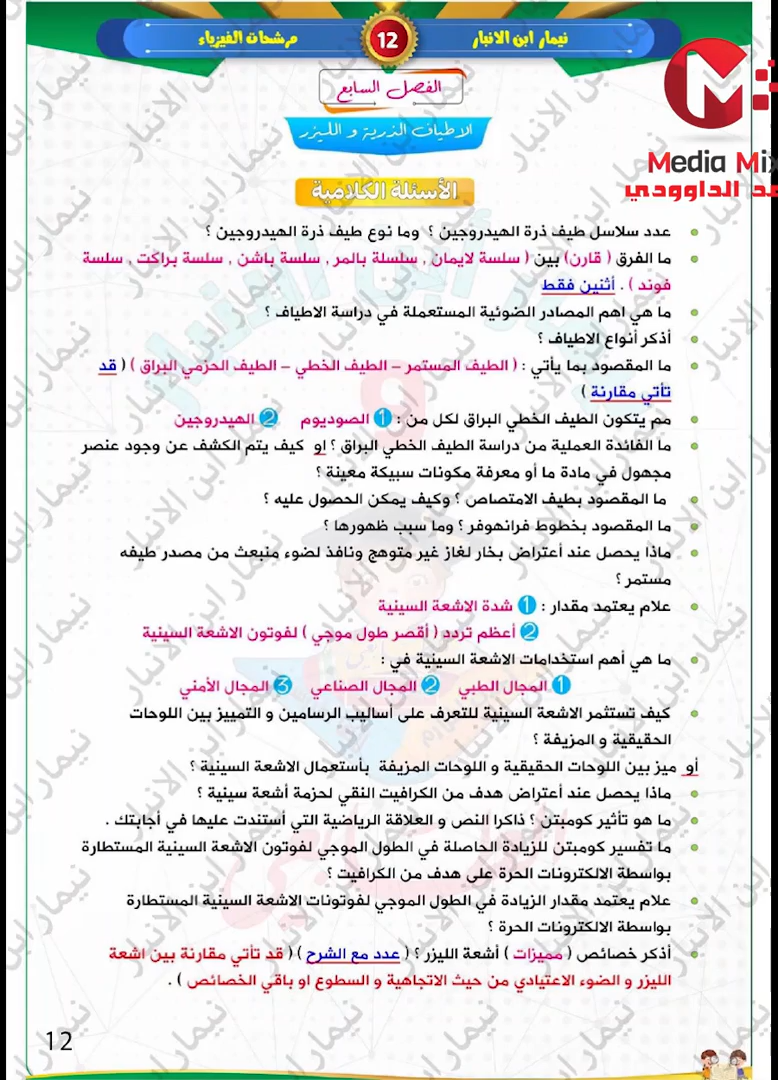 نيمار ابن الانبار
12
مرشحات الفيزياء
الفصل السابع
الاطياف الذرية و الليزر
الأسئلة الكلامية
Media Mix
عدد سلاسل طيف ذرة الهيدروجين ؟ وما نوع طيف ذرة الهيدروجين ؟
ما الفرق ( قارن) بين ( سلسة لايمان , سلسلة بالمر , سلسة باشن , سلسة براكت , سلسة
فوند ) . أثنين فقط
ما هي اهم المصادر الضوئية المستعملة في دراسة الاطياف ؟
أذكر أنواع الاطياف ؟
ما المقصود بما يأتي : ( الطيف المستمر – الطيف الخطي – الطيف الحزمي البراق ) ( قد
تأتي مقارنة )
مم يتكون الطيف الخطي البراق لكل من : 1 الصوديوم 2 الهيدروجين
ما الفائدة العملية من دراسة الطيف الخطي البراق ؟ او كيف يتم الكشف عن وجود عنصر
مجهول في مادة ما أو معرفة مكونات سبيكة معينة ؟
ما المقصود بطيف الامتصاص ؟ وكيف يمكن الحصول عليه ؟
ما المقصود بخطوط فرانهوفر ؟ وما سبب ظهورها ؟
ماذا يحصل عند أعتراض بخار لغاز غير متوهج ونافذ لضوء منبعث من مصدر طيفه
مستمر ؟
علام يعتمد مقدار : 1 شدة الاشعة السينية
2 أعظم تردد ( أقصر طول موجي ) لفوتون الاشعة السينية
ما هي أهم استخدامات الاشعة السينية في :
1 المجال الطبي 2 المجال الصناعي 3 المجال الأمني
كيف تستثمر الاشعة السينية للتعرف على أساليب الرسامين و التمييز بين اللوحات
الحقيقية و المزيفة ؟
أو ميز بين اللوحات الحقيقية و اللوحات المزيفة بأستعمال الاشعة السينية ؟
ماذا يحصل عند أعتراض هدف من الكرافيت النقي لحزمة أشعة سينية ؟
ما هو تأثير كومبتن ؟ ذاكرا النص و العلاقة الرياضية التي أستندت عليها في أجابتك .
ما تفسير كومبتن للزيادة الحاصلة في الطول الموجي لفوتون الاشعة السينية المستطارة
بواسطة الالكترونات الحرة على هدف من الكرافيت ؟
علام يعتمد مقدار الزيادة في الطول الموجي لفوتونات الاشعة السينية المستطارة
بواسطة الالكترونات الحرة ؟
أذكر خصائص ( مميزات ) أشعة الليزر ؟ ( عدد مع الشرح ) ( قد تأتي مقارنة بين اشعة
الليزر و الضوء الاعتيادي من حيث الاتجاهية و السطوع او باقي الخصائص ) .
12